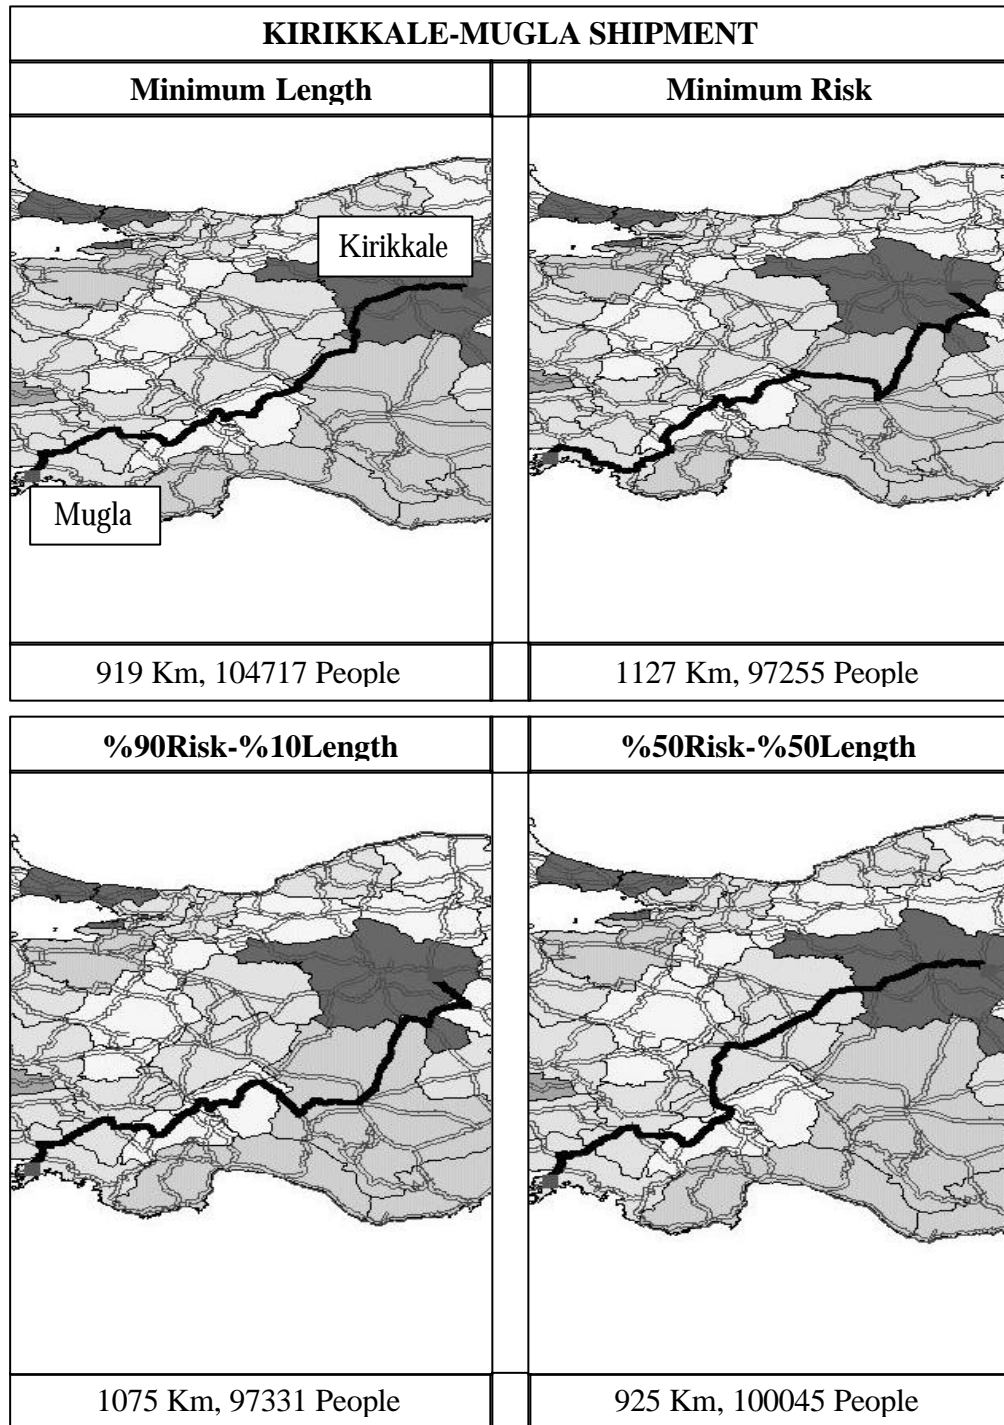 KIRIKKALE-MUGLA SHIPMENT
Minimum Length
Minimum Risk
Kirikkale
Mugla
919 Km, 104717 People
1127 Km, 97255 People
%90Risk-%10Length
%50Risk-%50Length
1075 Km, 97331 People
925 Km, 100045 People